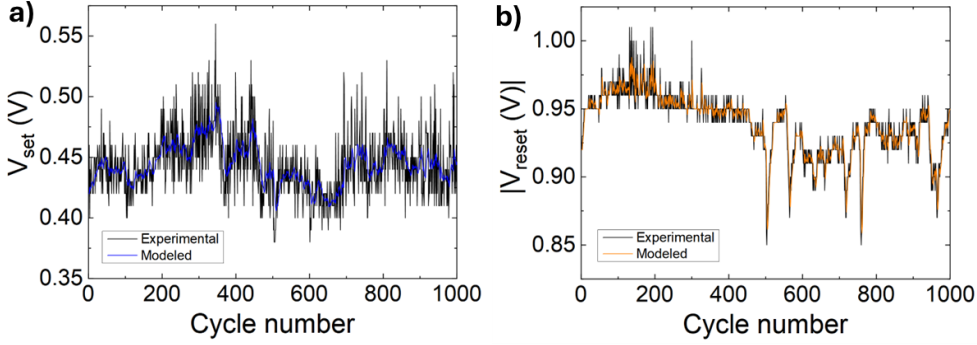 a)
0.55
0.50
0.45
0.40
0.35
V_set (V)
0 200 400 600 800 1000
Cycle number
Experimental
Modeled
b)
1.00
0.95
0.90
0.85
|V_reset (V)|
0 200 400 600 800 1000
Cycle number
Experimental
Modeled